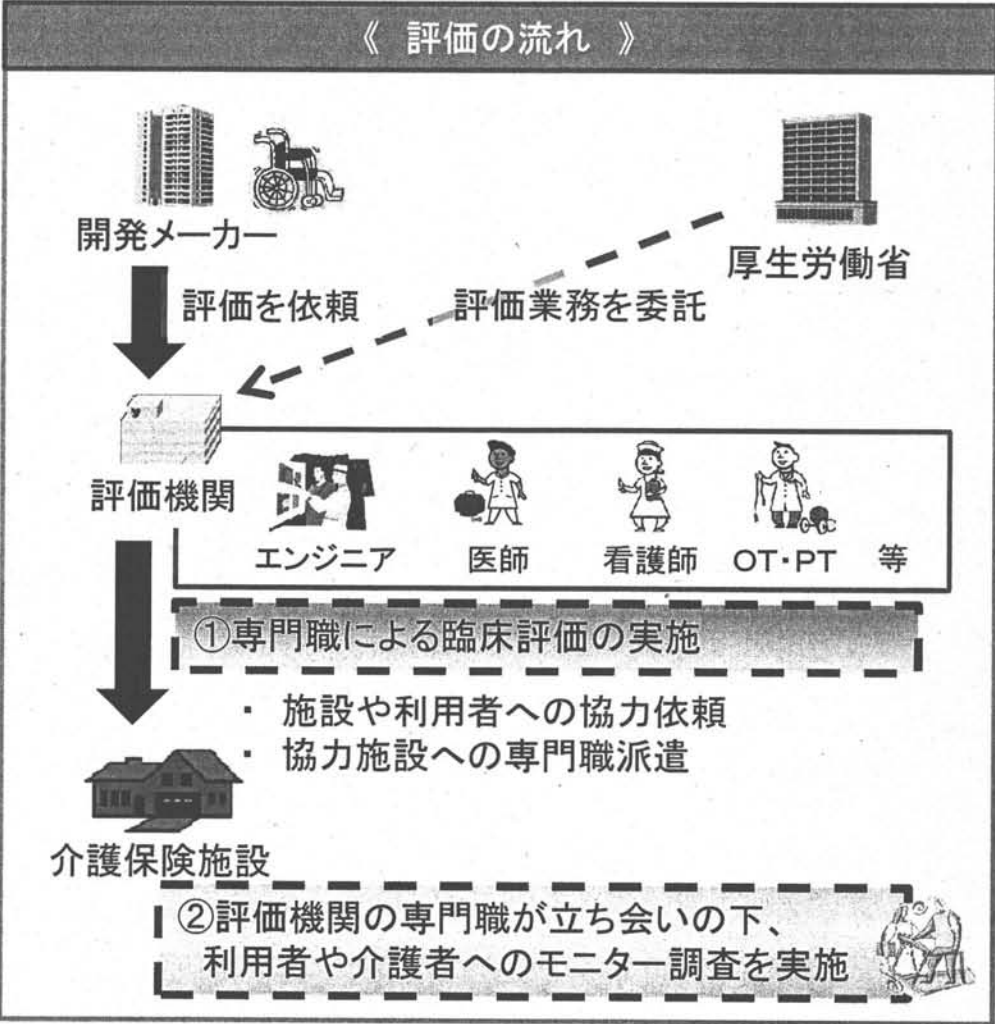 《 評価の流れ 》
開発メーカー
厚生労働省
評価を依頼
評価業務を委託
評価機関
エンジニア
医師
看護師
OT・PT
等
①専門職による臨床評価の実施
・ 施設や利用者への協力依頼
・ 協力施設への専門職派遣
介護保険施設
②評価機関の専門職が立ち会いの下、
利用者や介護者へのモニター調査を実施